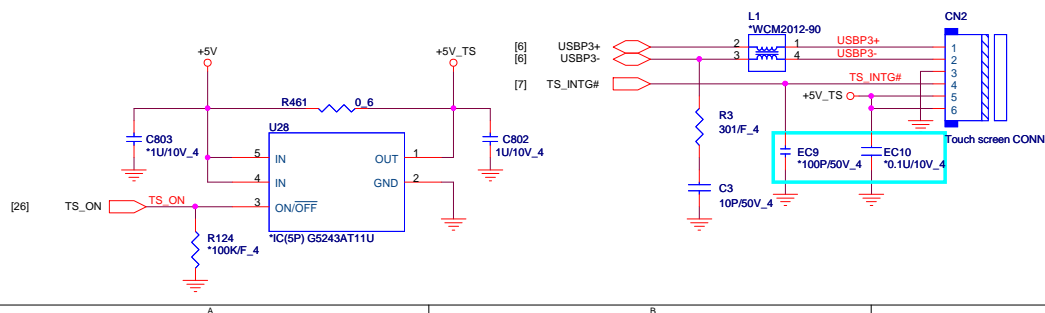 +5V
+5V_TS
R461
0_6
C803
*1U/10V_4
U28
5
IN
OUT
1
4
IN
GND
2
3
ON/OFF
*IC(5P) G5243AT11U
C802
1U/10V_4
[26]
TS_ON
TS_ON
R124
*100K/F_4
L1
*WCM2012-90
CN2
[6]
USBP3+
2
1
USBP3+
1
[6]
USBP3-
3
4
USBP3-
2
3
[7]
TS_INTG#
TS_INTG#
4
+5V_TS
5
6
R3
301/F_4
Touch screen CONN
EC9
*100P/50V_4
EC10
*0.1U/10V_4
C3
10P/50V_4
A
B